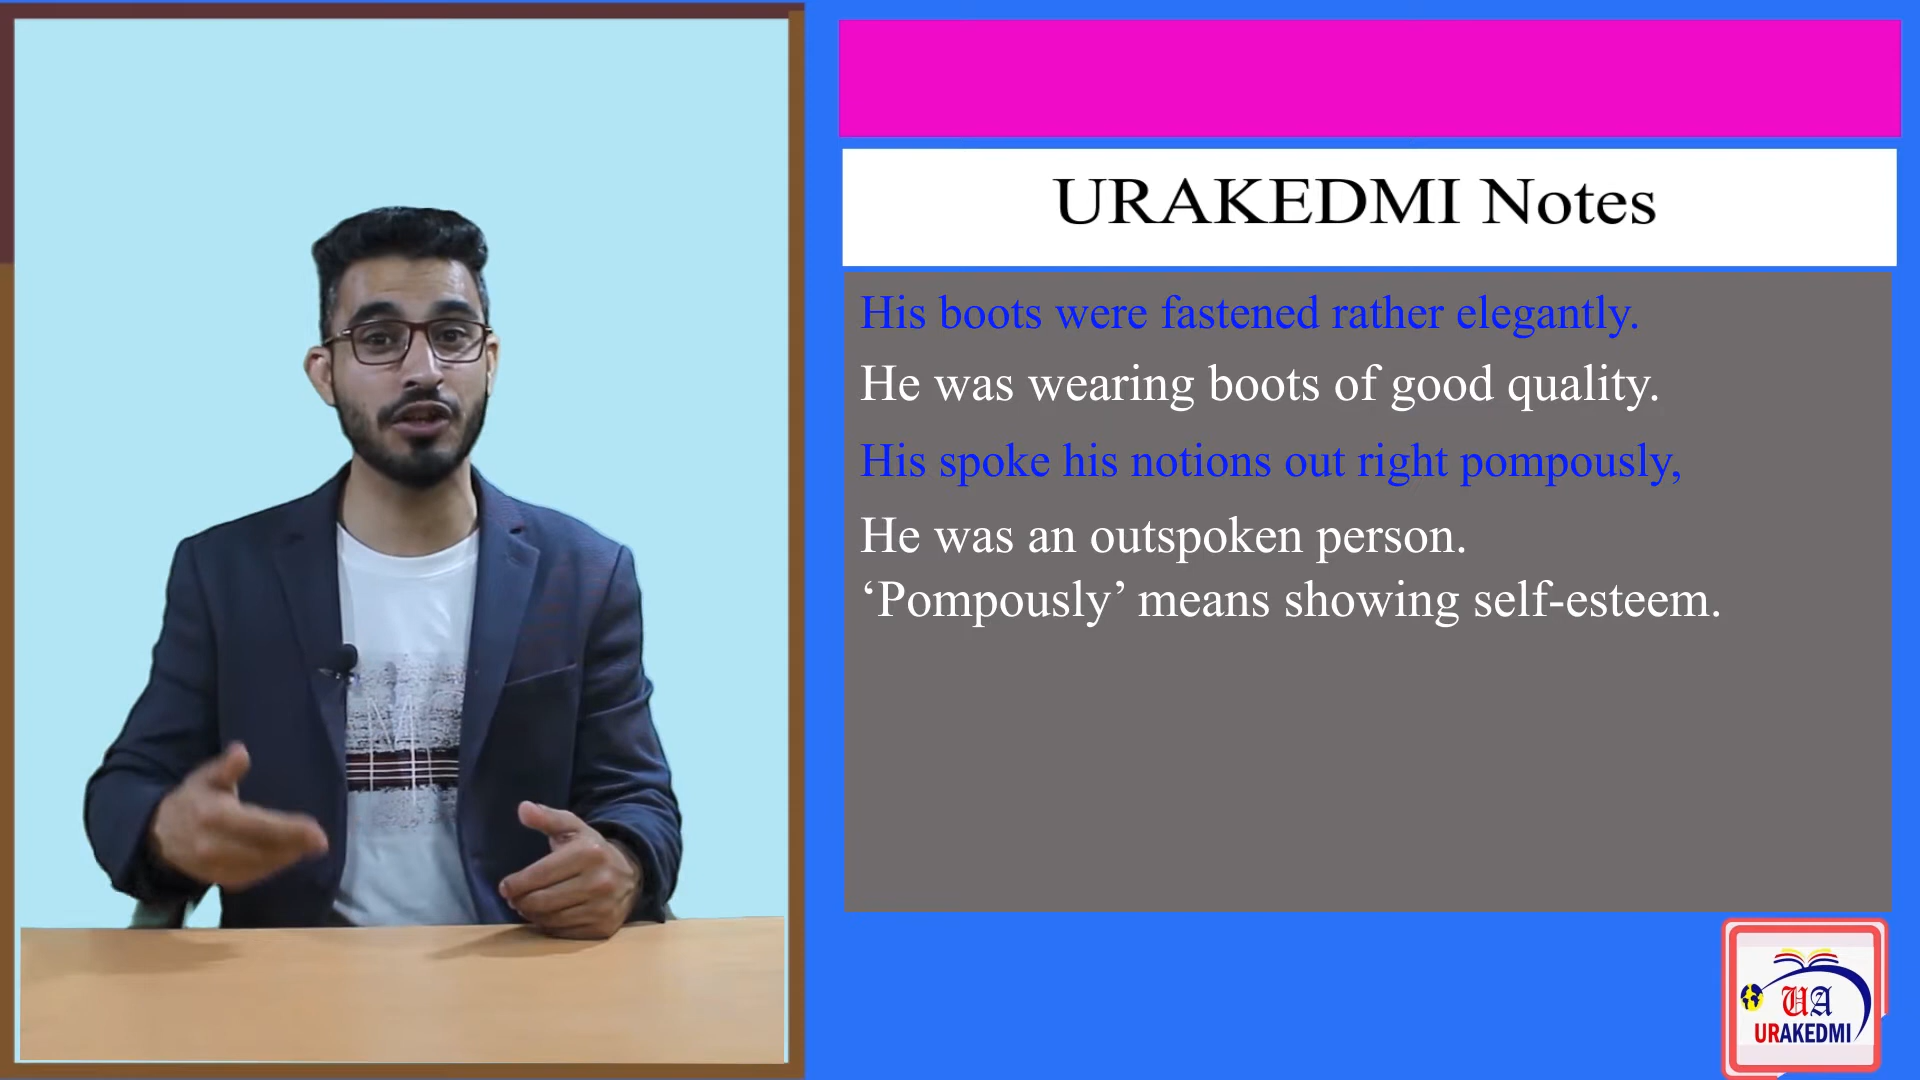 URAKEDMI Notes
His boots were fastened rather elegantly.
He was wearing boots of good quality.
His spoke his notions out right pompously,
He was an outspoken person.
‘Pompously’ means showing self-esteem.
UA
URAKEDMI